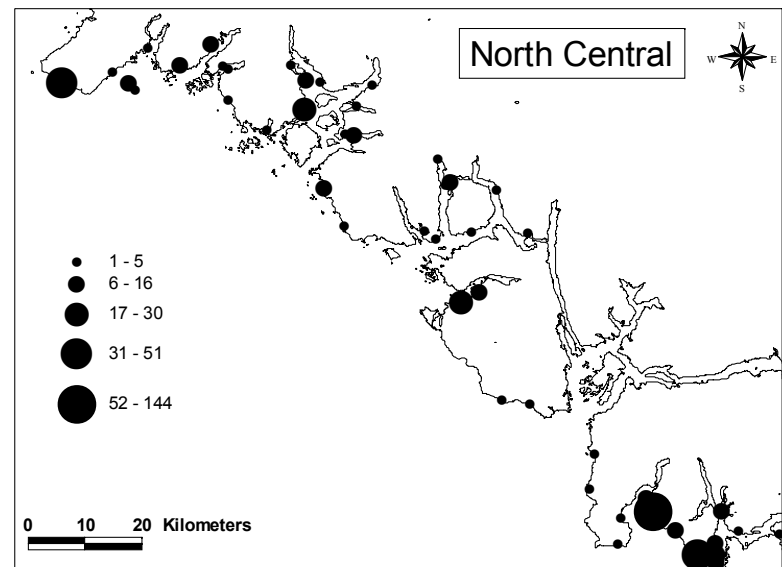 North Central
N
W E
S
1 - 5
6 - 16
17 - 30
31 - 51
52 - 144
0 10 20 Kilometers